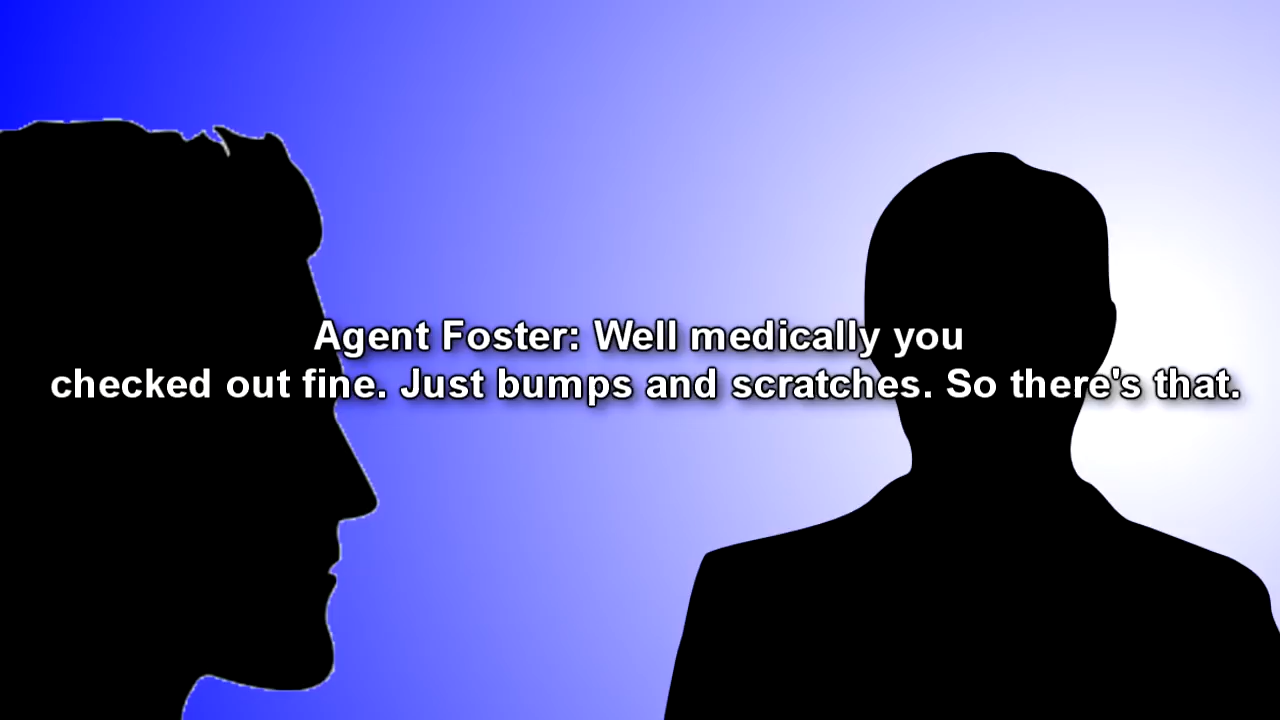 Agent Foster: Well medically you
checked out fine. Just bumps and scratches. So there's that.